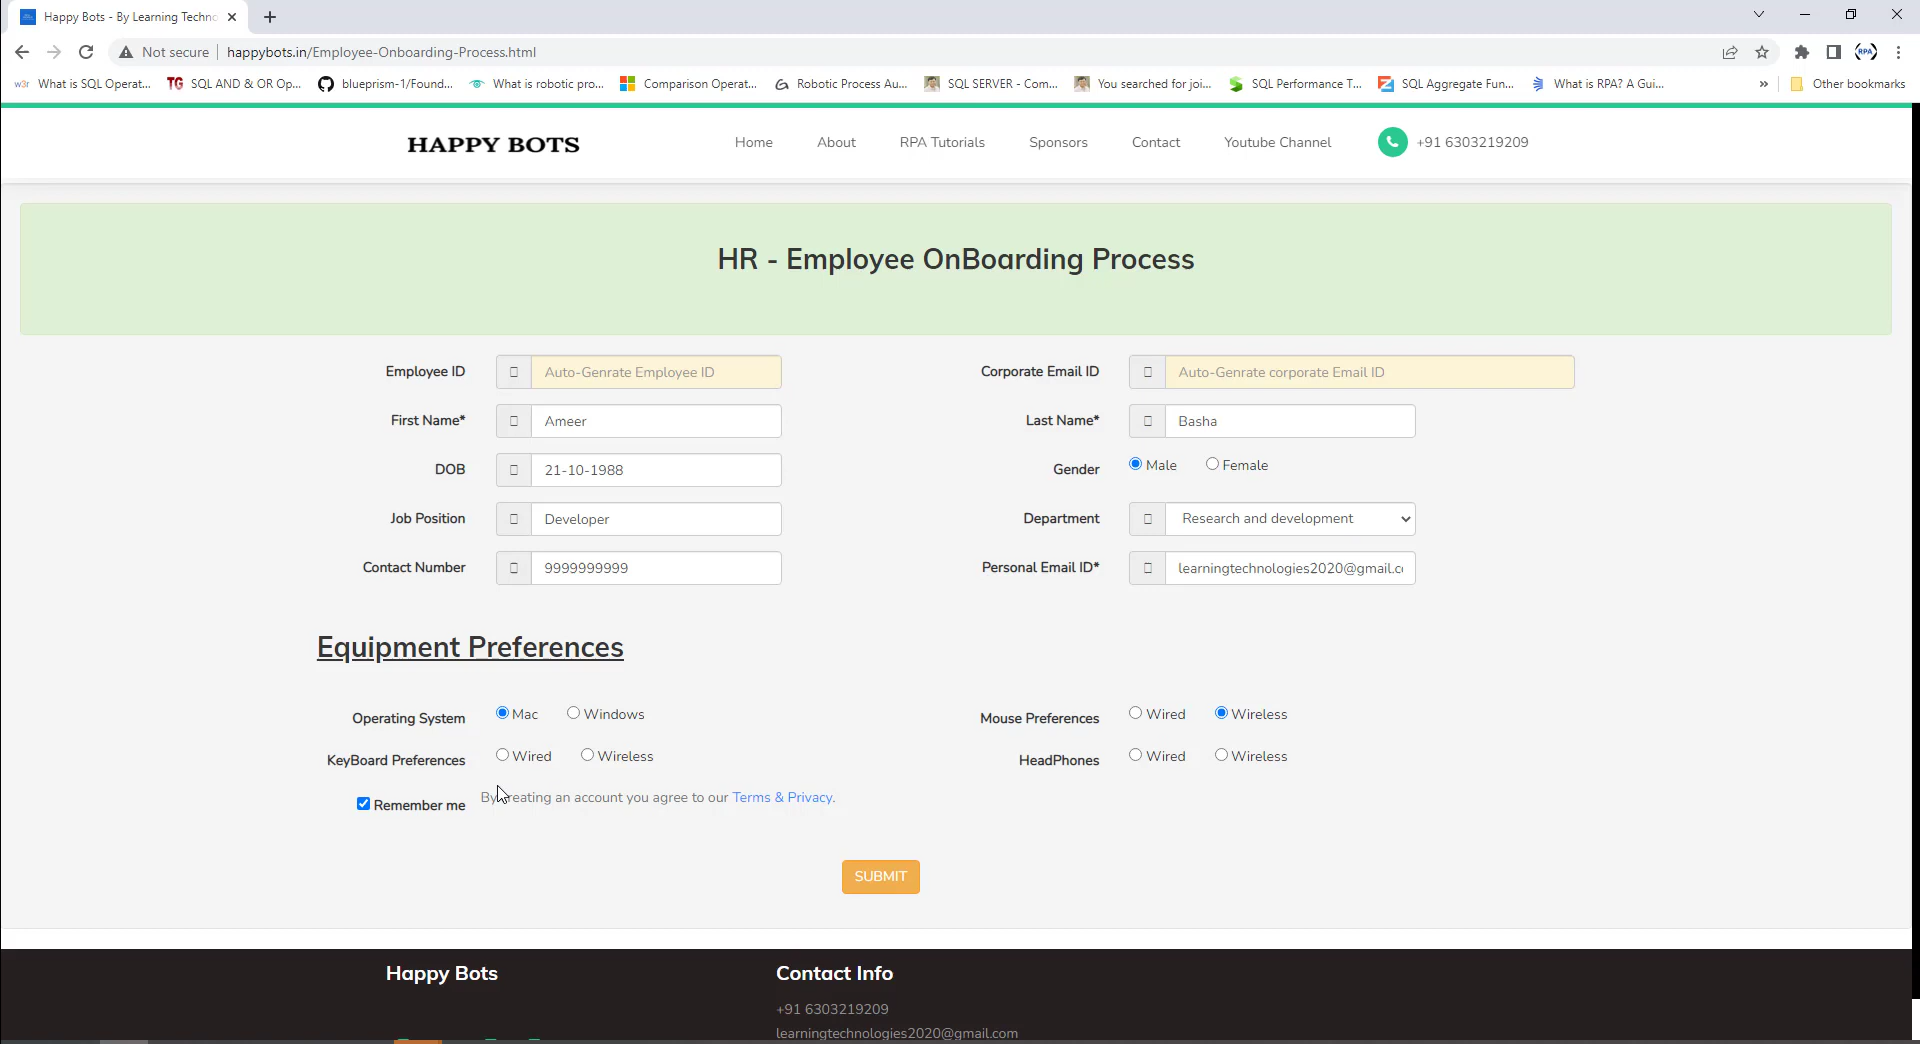 Happy Bots - By Learning Techno
Not secure
happybots.in/Employee-Onboarding-Process.html
RPA
What is SQL Operat...
SQL AND & OR Op...
blueprism-1/Found...
What is robotic pro...
Comparison Operat...
Robotic Process Au...
SQL SERVER - Com...
You searched for joi...
SQL Performance T...
SQL Aggregate Fun...
What is RPA? A Gui...
»
Other bookmarks
HAPPY BOTS
Home
About
RPA Tutorials
Sponsors
Contact
Youtube Channel
+91 6303219209
HR - Employee OnBoarding Process
Employee ID
Auto-Genrate Employee ID
Corporate Email ID
Auto-Genrate corporate Email ID
First Name*
Ameer
Last Name*
Basha
DOB
21-10-1988
Gender
Male
Female
Job Position
Developer
Department
Research and development
Contact Number
9999999999
Personal Email ID*
learningtechnologies2020@gmail.c
Equipment Preferences
Operating System
Mac
Windows
Mouse Preferences
Wired
Wireless
KeyBoard Preferences
Wired
Wireless
HeadPhones
Wired
Wireless
Remember me
By creating an account you agree to our Terms & Privacy.
SUBMIT
Happy Bots
Contact Info
+91 6303219209
learningtechnologies2020@gmail.com